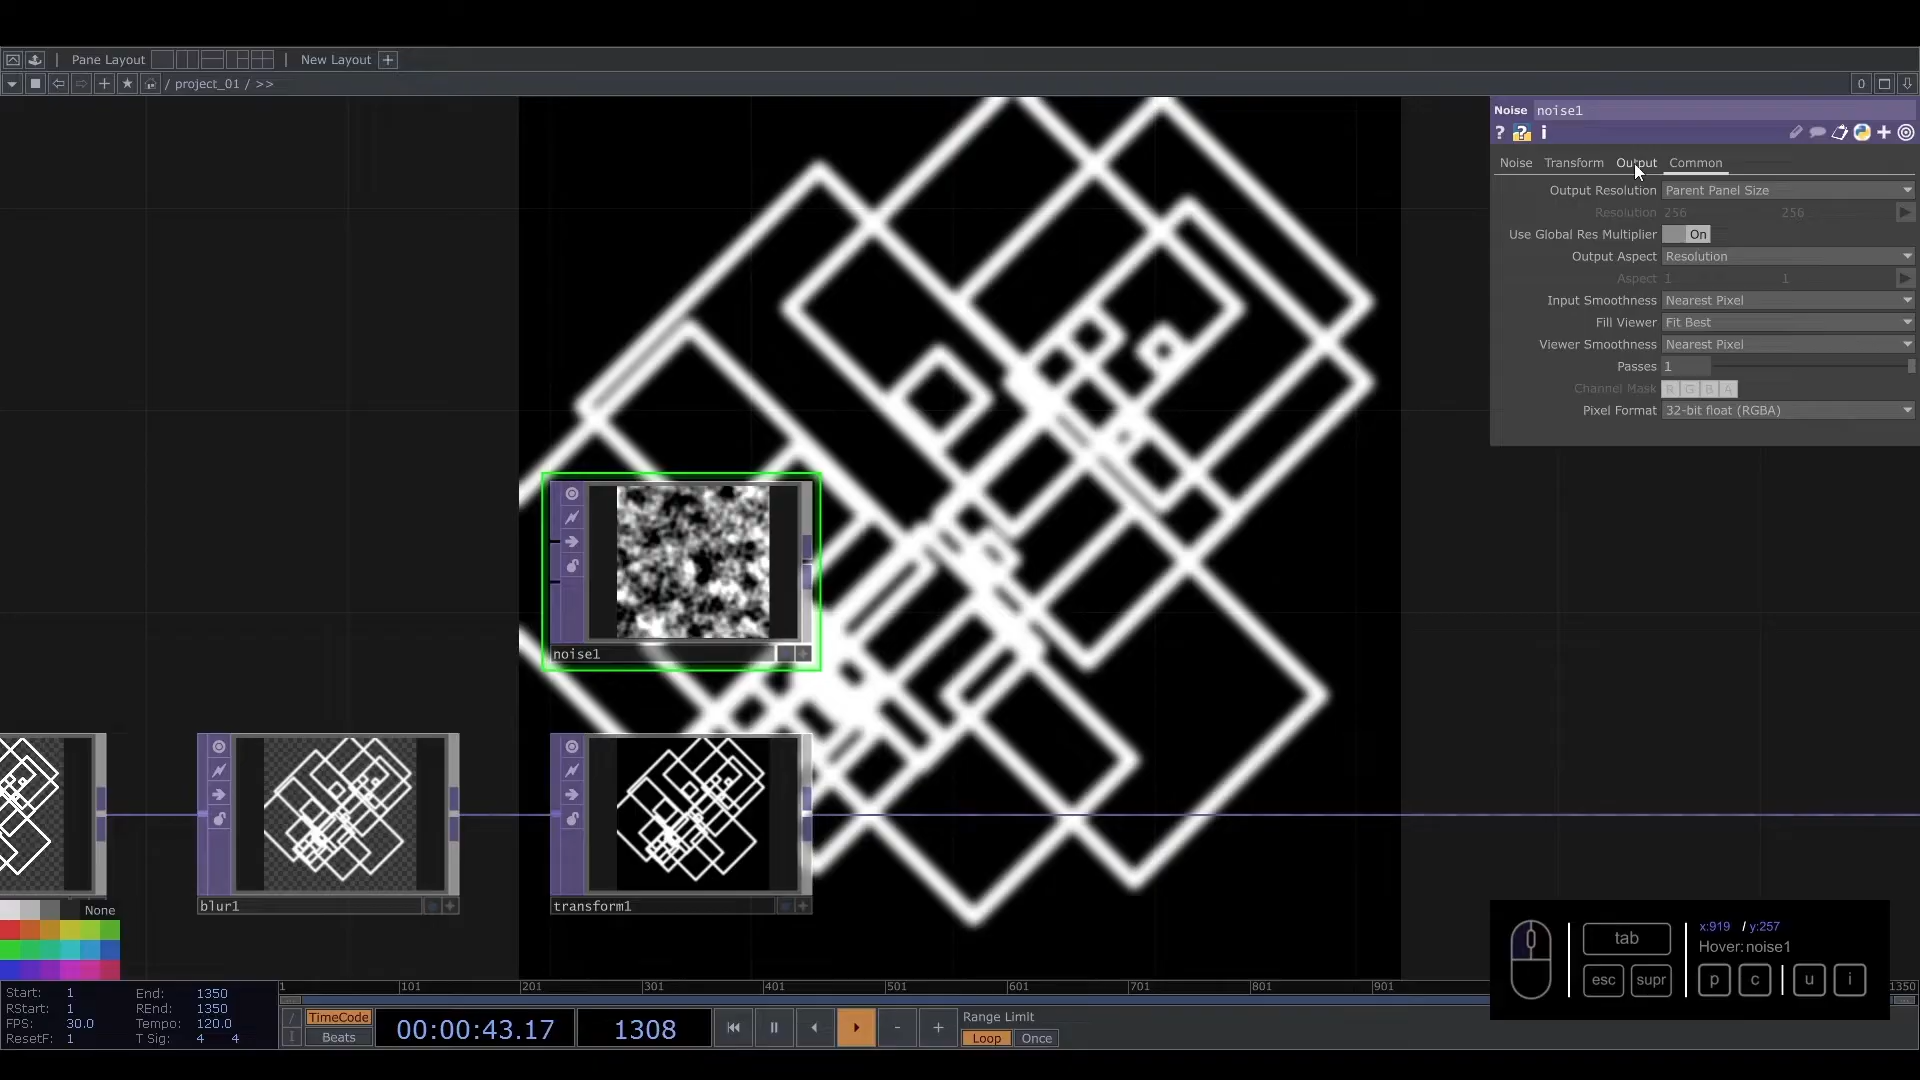 Pane Layout New Layout +
/ project_01 / >> 0
Noise noise1
? ? i
Noise Transform Output Common
Output Resolution Parent Panel Size
Resolution 256 256
Use Global Res Multiplier On
Output Aspect Resolution
Aspect 1 1
Input Smoothness Nearest Pixel
Fill Viewer Fit Best
Viewer Smoothness Nearest Pixel
Passes 1
Channel Mask R G B A
Pixel Format 32-bit float (RGBA)
noise1
blur1
transform1
None
tab
esc supr
x:919 / y:257
Hover: noise1
p c u i
Start: 1 End: 1350
RStart: 1 REnd: 1350
FPS: 30.0 Tempo: 120.0
ResetF: 1 T Sig: 4 4
1 101 201 301 401 501 601 701 801 901 1350
TimeCode
Beats
00:00:43.17
1308
- +
Range Limit
Loop Once